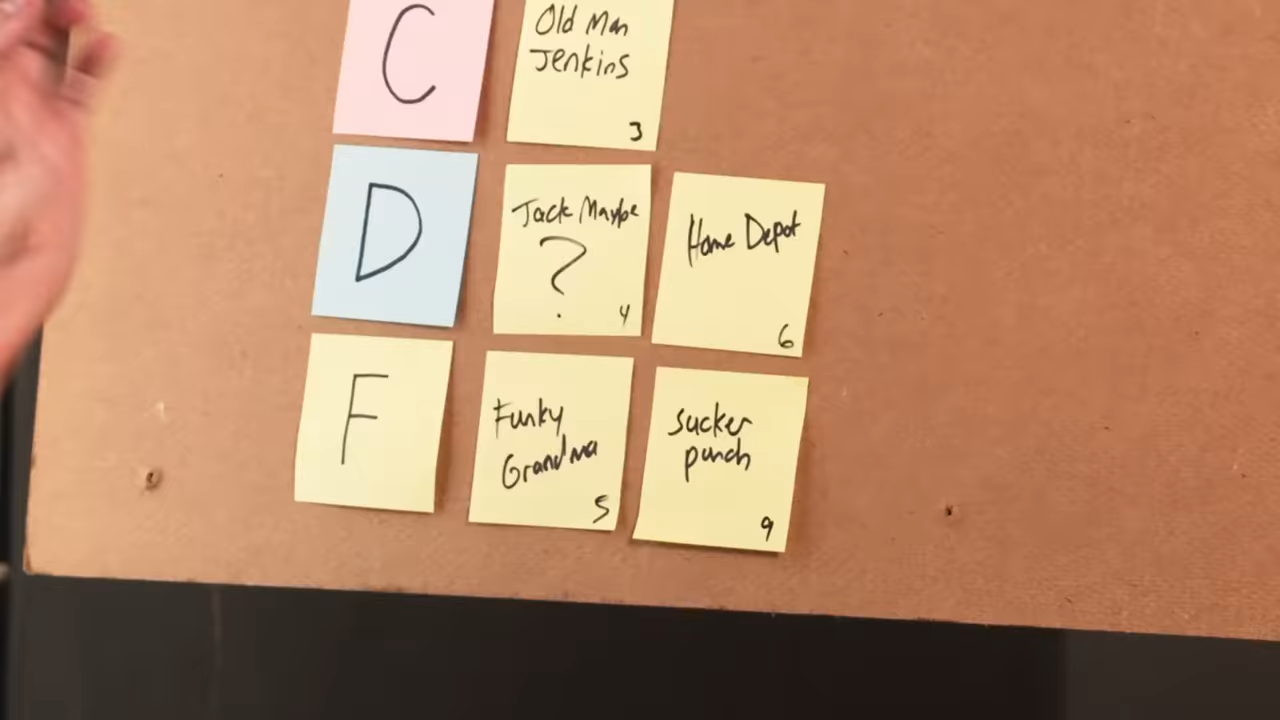 C
Old Man
Jenkins
3
D
Jack Maybe
?
4
Home Depot
6
F
Funky
Grandma
5
sucker
punch
9